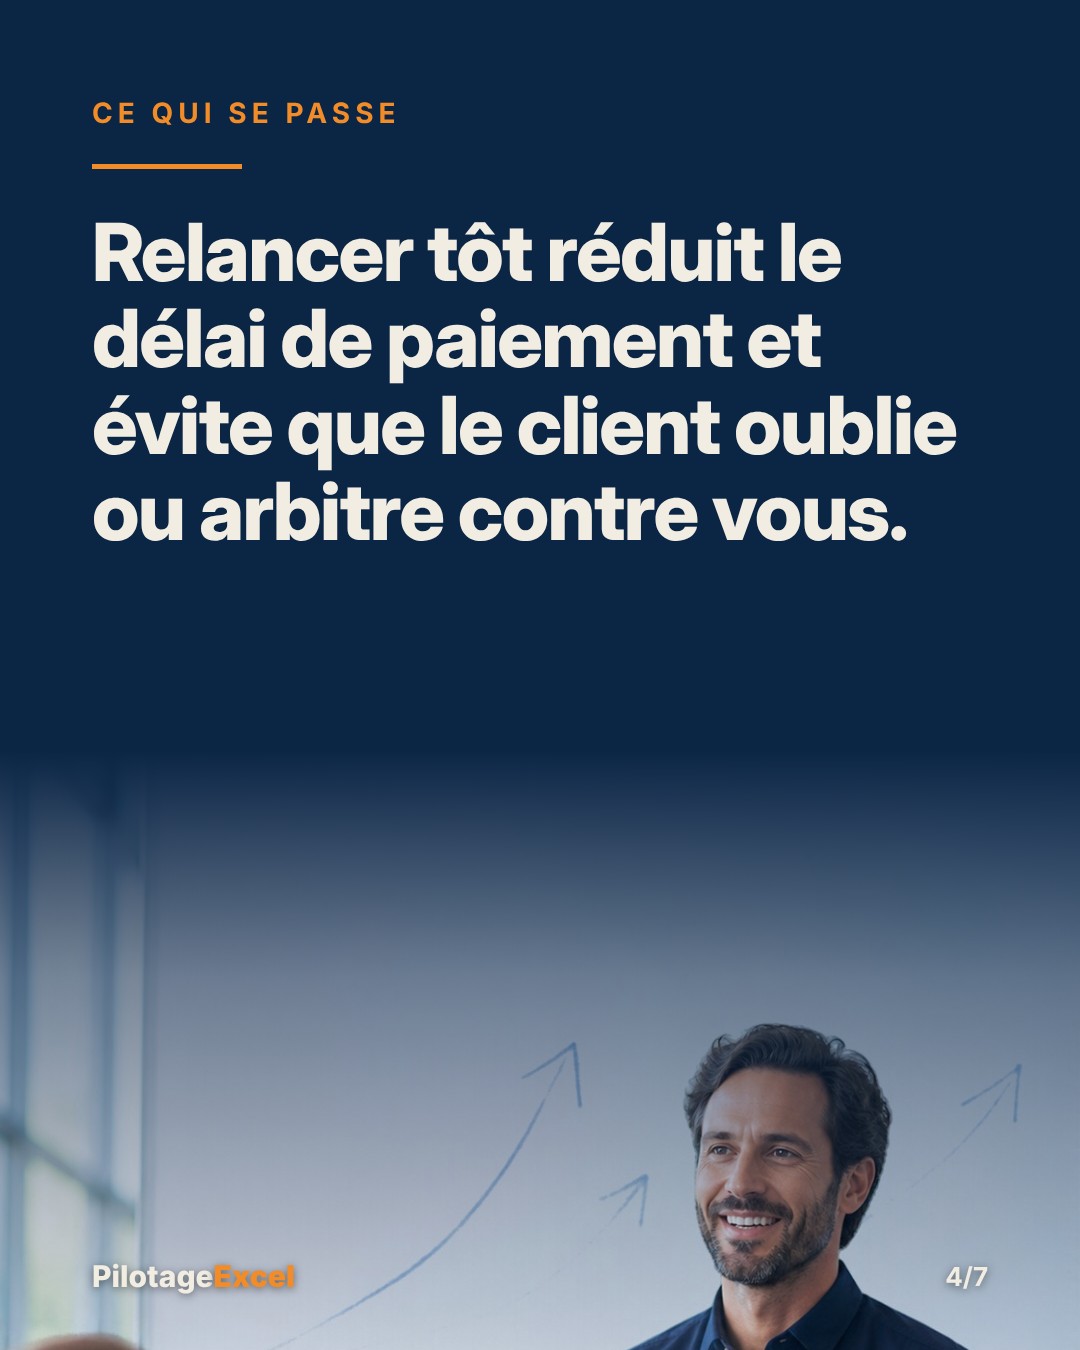 CE QUI SE PASSE
Relancer tôt réduit le
délai de paiement et
évite que le client oublie
ou arbitre contre vous.
PilotageExcel
4/7